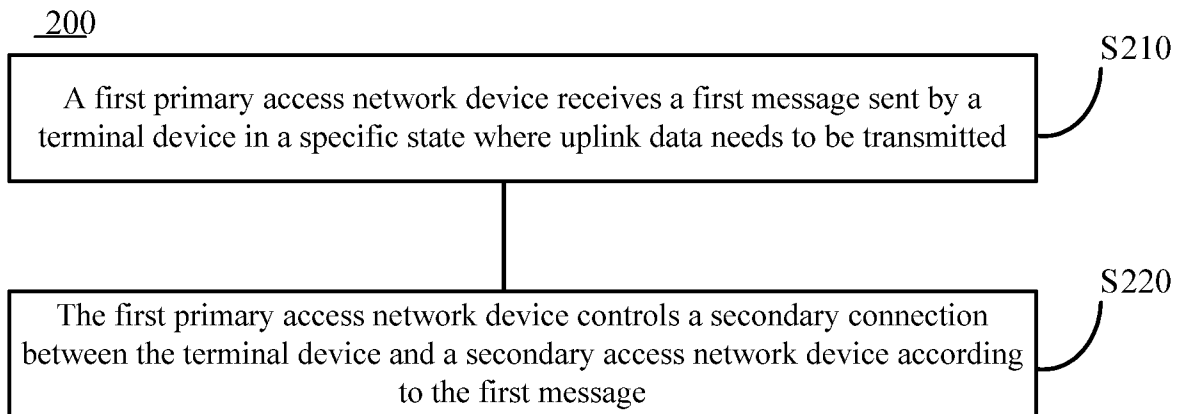 200
S210
A first primary access network device receives a first message sent by a
terminal device in a specific state where uplink data needs to be transmitted
S220
The first primary access network device controls a secondary connection
between the terminal device and a secondary access network device according
to the first message